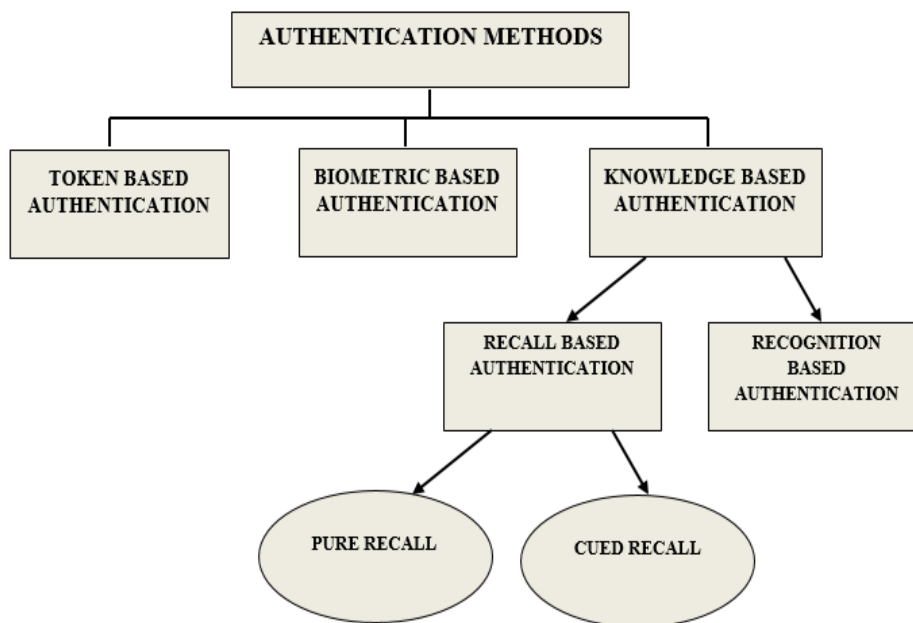 AUTHENTICATION METHODS
TOKEN BASED
AUTHENTICATION
BIOMETRIC BASED
AUTHENTICATION
KNOWLEDGE BASED
AUTHENTICATION
RECALL BASED
AUTHENTICATION
RECOGNITION
BASED
AUTHENTICATION
PURE RECALL
CUED RECALL